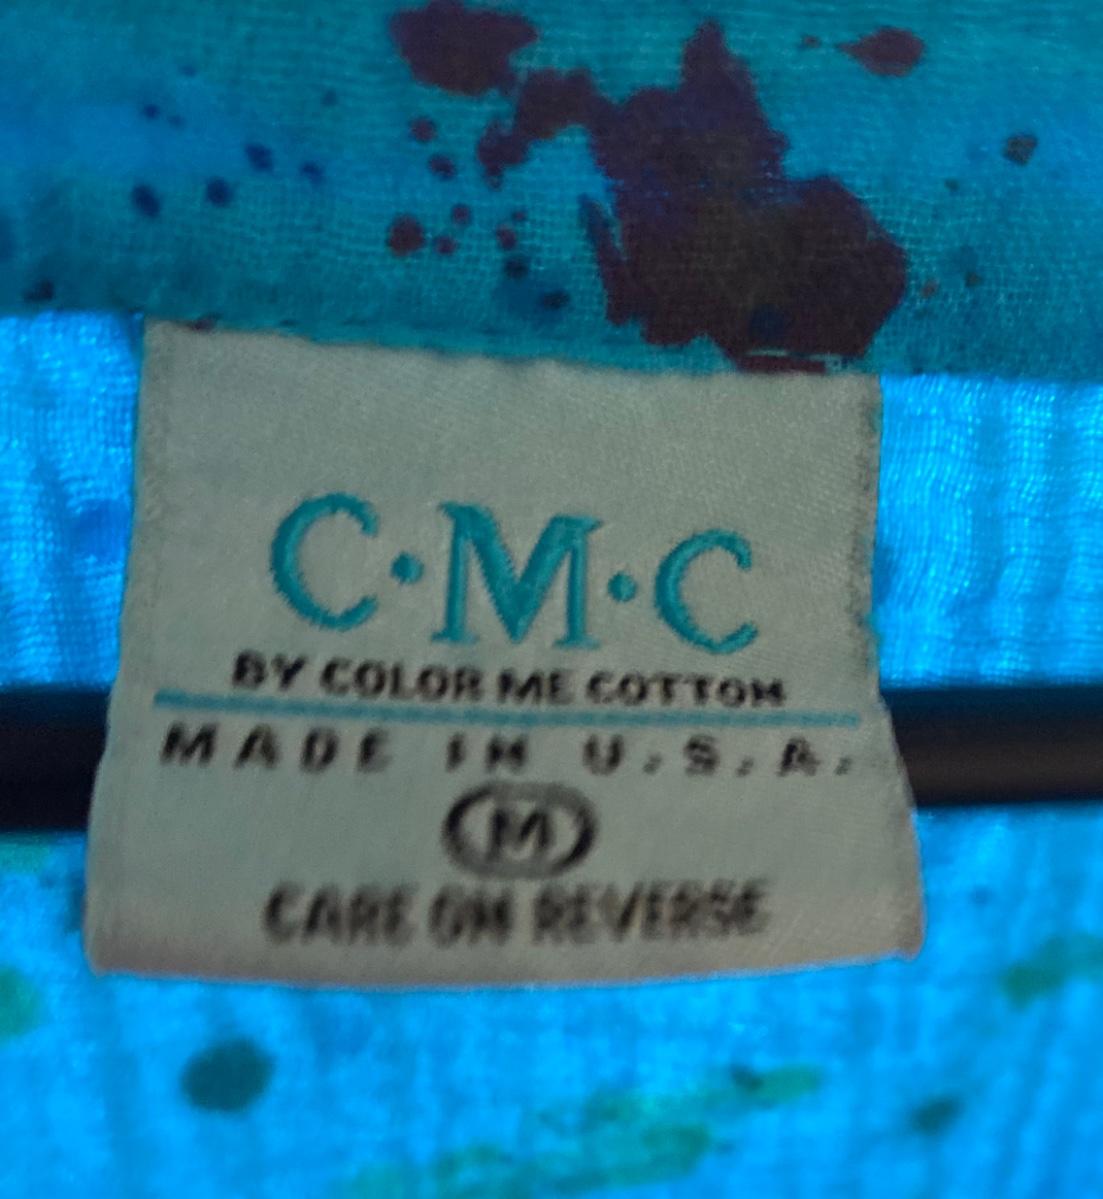 C·M·C
BY COLOR ME COTTON
MADE IN U.S.A.
M
CARE ON REVERSE